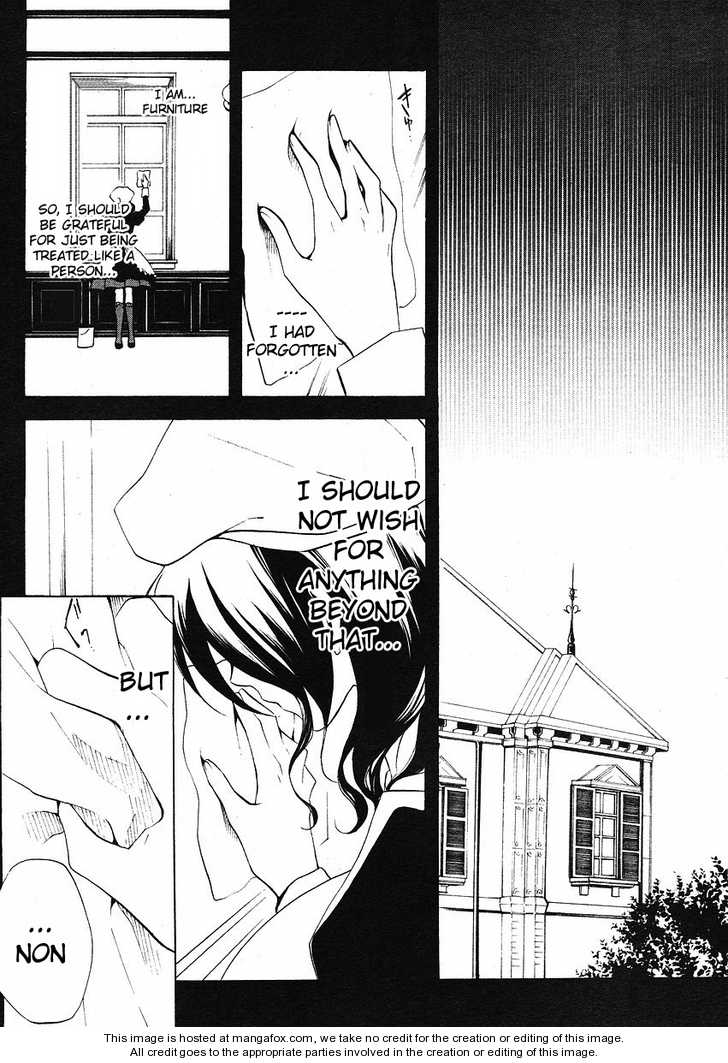 キュ
----
I HAD
FORGOTTEN~
...
I AM...
FURNITURE
SO, I SHOULD
BE GRATEFUL
FOR JUST BEING
TREATED LIKE A
PERSON...
I SHOULD
NOT WISH
FOR
ANYTHING
BEYOND
THAT...
BUT
...
...
NON
This image is hosted at mangafox.com, we take no credit for the creation or editing of this image.
All credit goes to the appropriate parties involved in the creation or editing of this image.